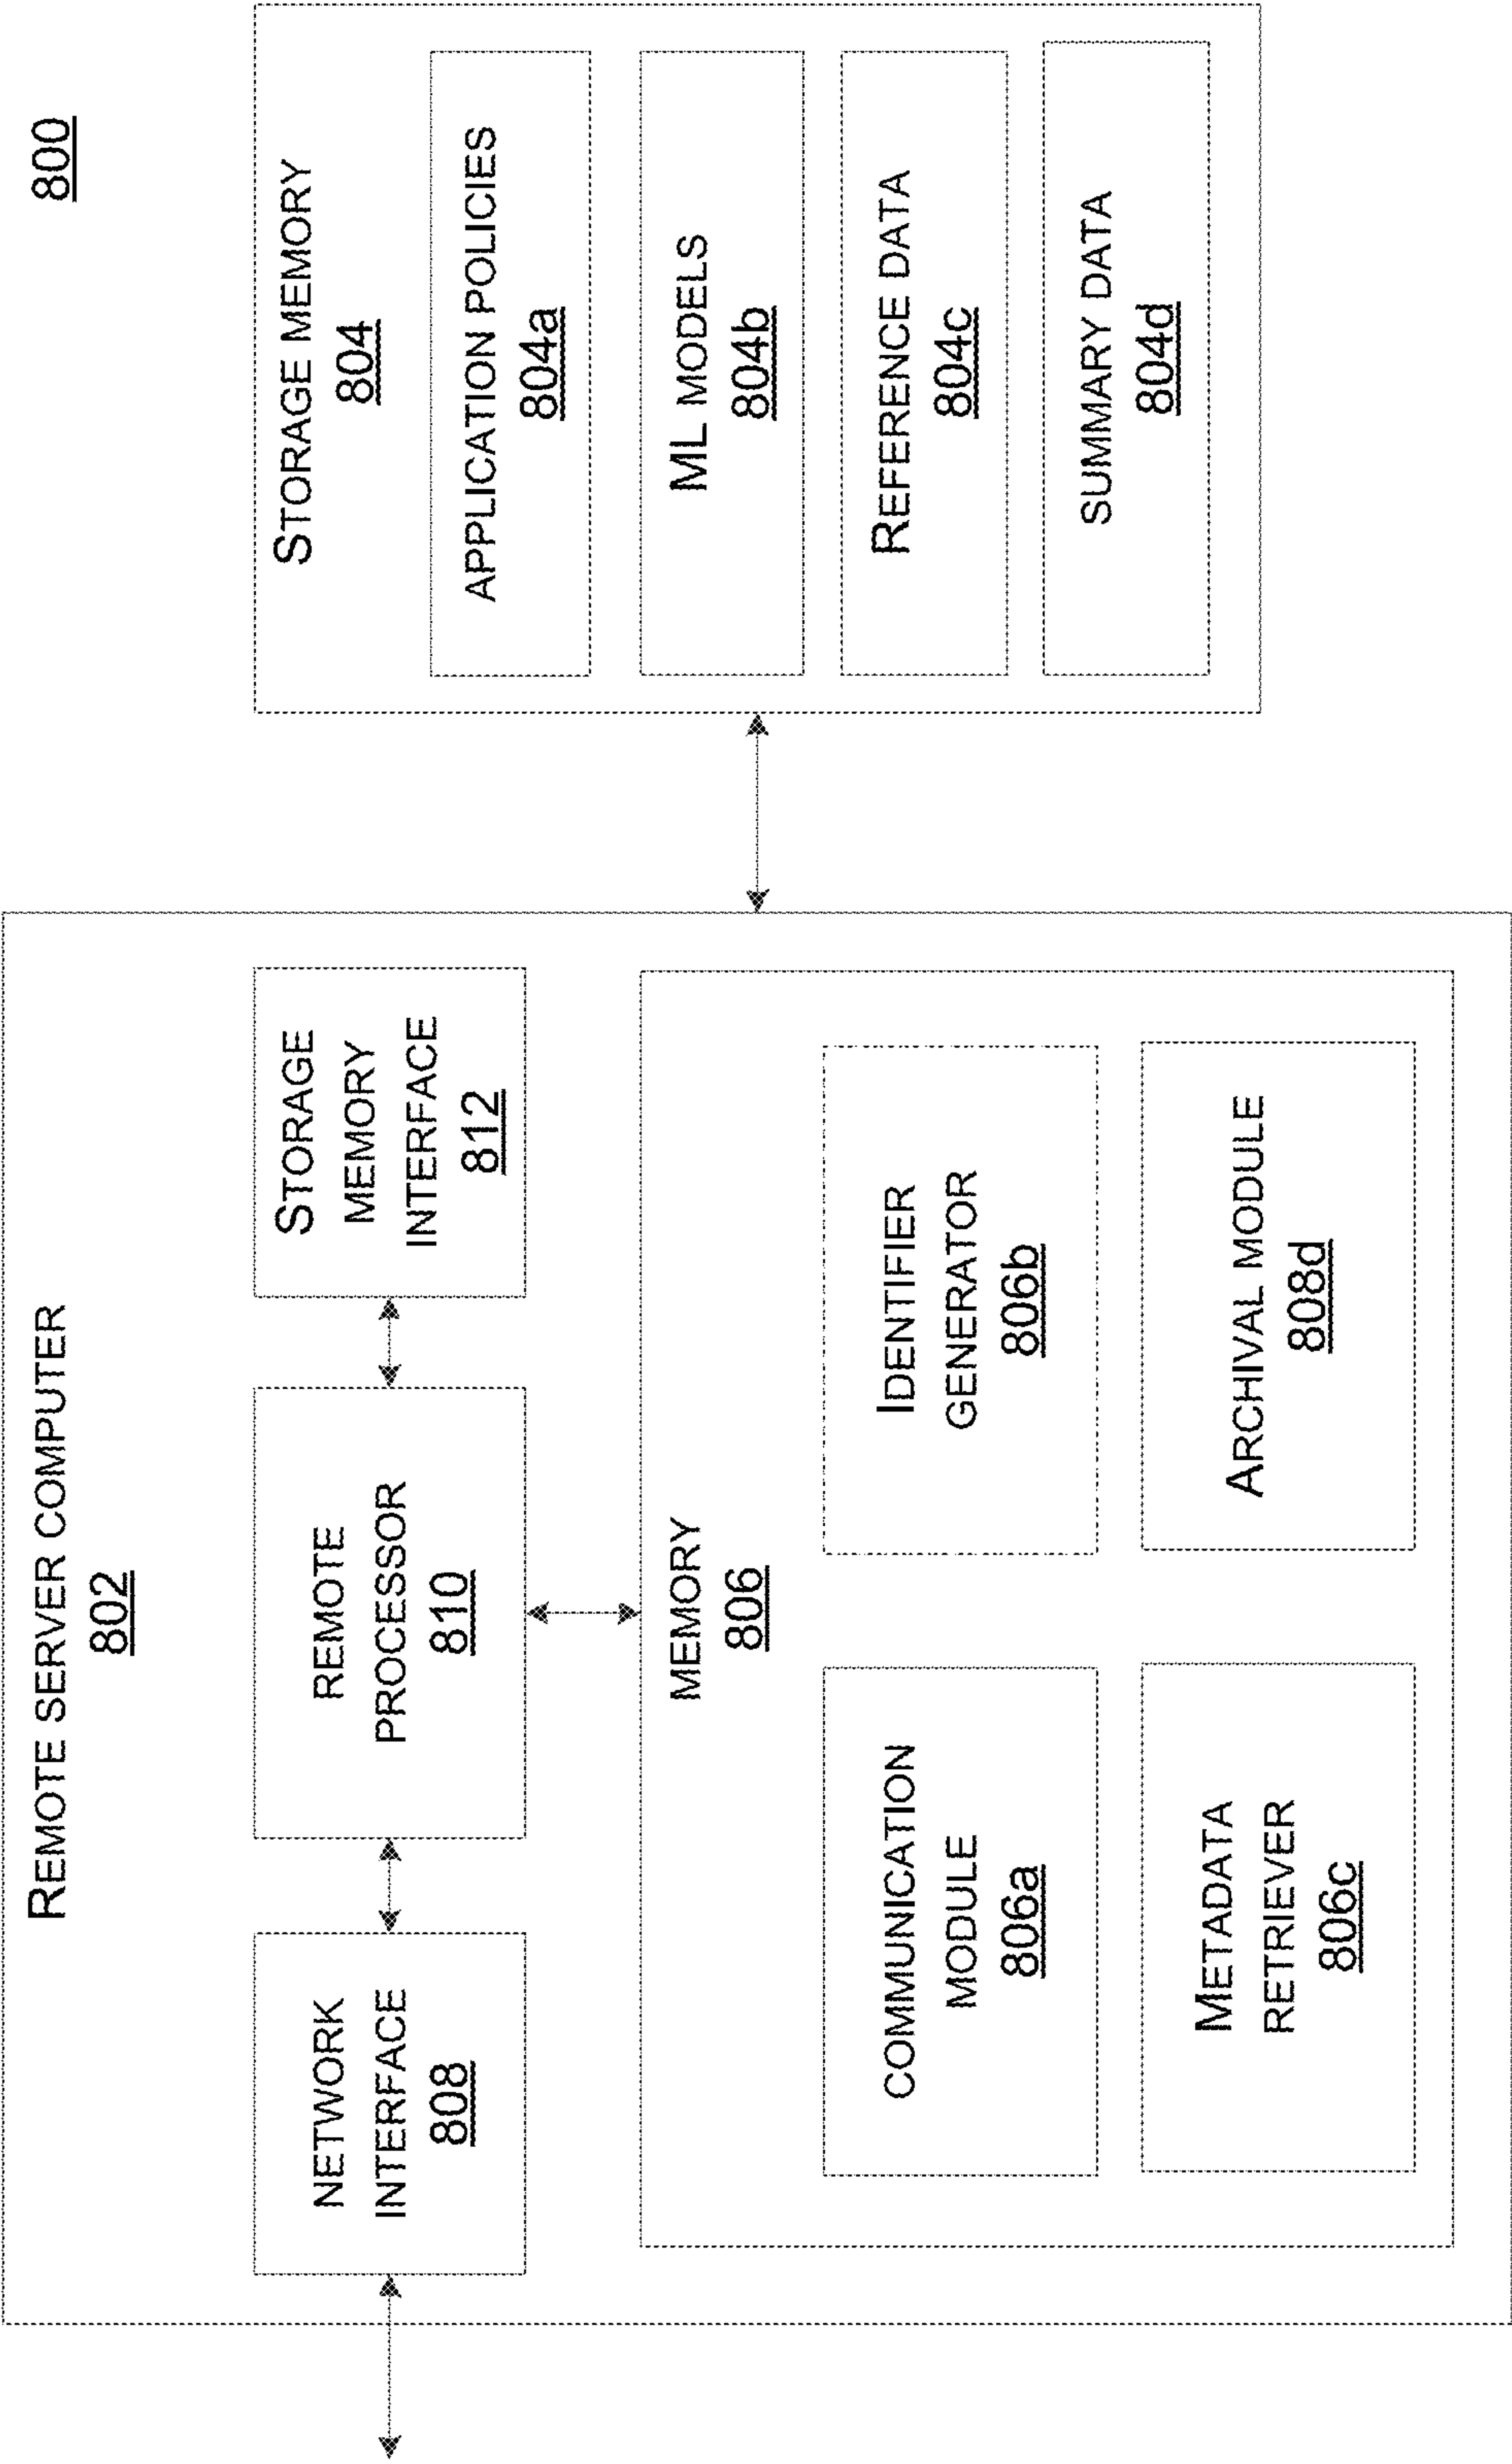 800
REMOTE SERVER COMPUTER
802
NETWORK
INTERFACE
808
REMOTE
PROCESSOR
810
STORAGE
MEMORY
INTERFACE
812
MEMORY
806
COMMUNICATION
MODULE
806a
IDENTIFIER
GENERATOR
806b
METADATA
RETRIEVER
806c
ARCHIVAL MODULE
808d
STORAGE MEMORY
804
APPLICATION POLICIES
804a
ML MODELS
804b
REFERENCE DATA
804c
SUMMARY DATA
804d